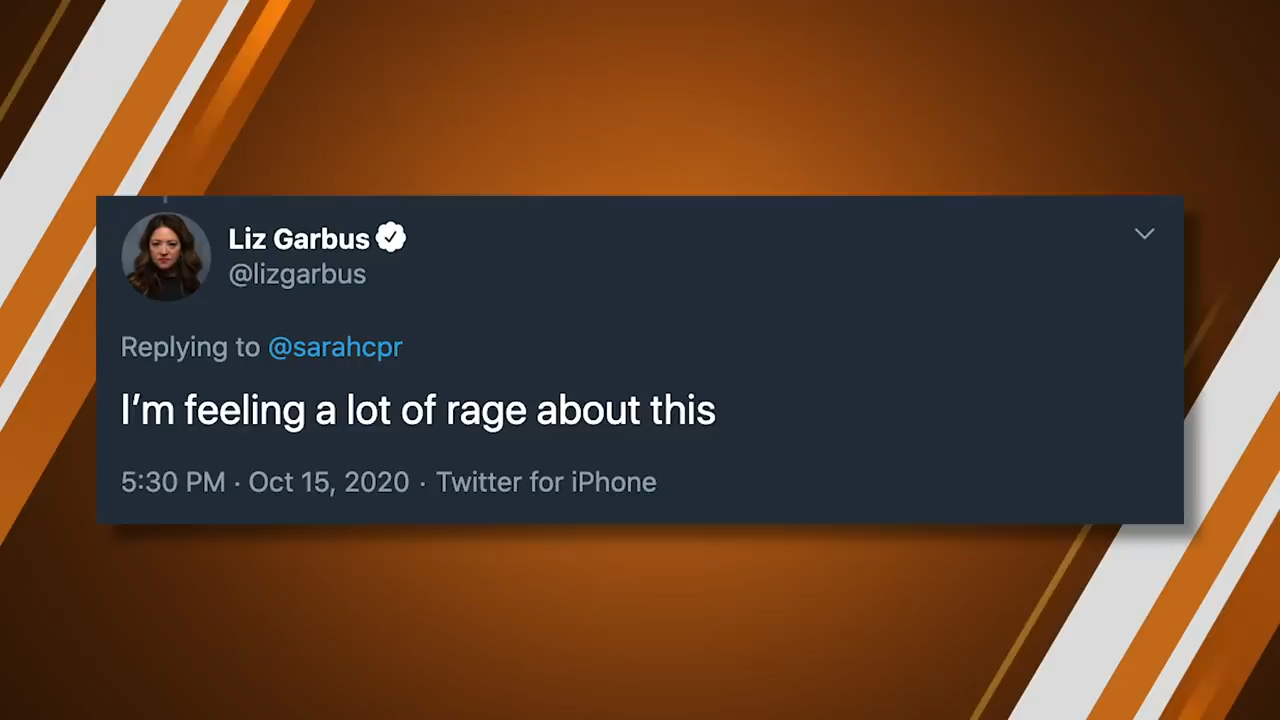 Liz Garbus
@lizgarbus
Replying to @sarahcpr
I’m feeling a lot of rage about this
5:30 PM · Oct 15, 2020 · Twitter for iPhone